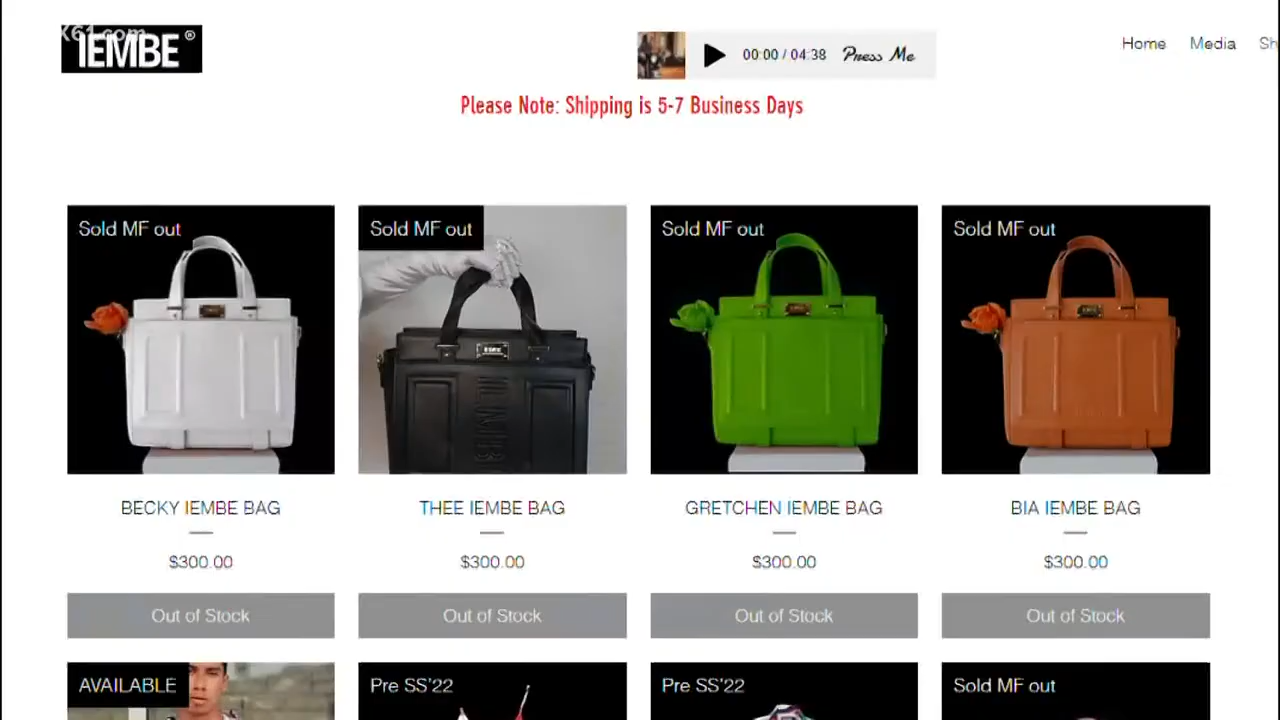 IEMBE®
00:00 / 04:38 Press Me
Home Media Sh
Please Note: Shipping is 5-7 Business Days
Sold MF out
Sold MF out
Sold MF out
Sold MF out
BECKY IEMBE BAG
THEE IEMBE BAG
GRETCHEN IEMBE BAG
BIA IEMBE BAG
$300.00
$300.00
$300.00
$300.00
Out of Stock
Out of Stock
Out of Stock
Out of Stock
AVAILABLE
Pre SS'22
Pre SS'22
Sold MF out